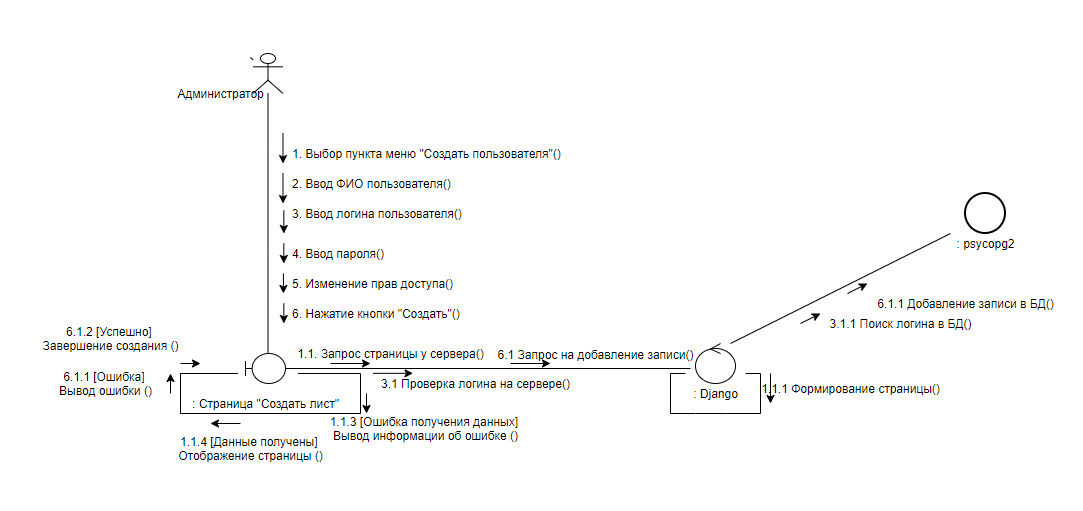 Администратор
1. Выбор пункта меню "Создать пользователя"()
2. Ввод ФИО пользователя()
3. Ввод логина пользователя()
4. Ввод пароля()
5. Изменение прав доступа()
6. Нажатие кнопки "Создать"()
: psycopg2
6.1.1 Добавление записи в БД()
3.1.1 Поиск логина в БД()
6.1.2 [Успешно]
Завершение создания ()
1.1. Запрос страницы у сервера()
6.1 Запрос на добавление записи()
6.1.1 [Ошибка]
Вывод ошибки ()
3.1 Проверка логина на сервере()
: Django
1.1.1 Формирование страницы()
: Страница "Создать лист"
1.1.3 [Ошибка получения данных]
Вывод информации об ошибке ()
1.1.4 [Данные получены]
Отображение страницы ()